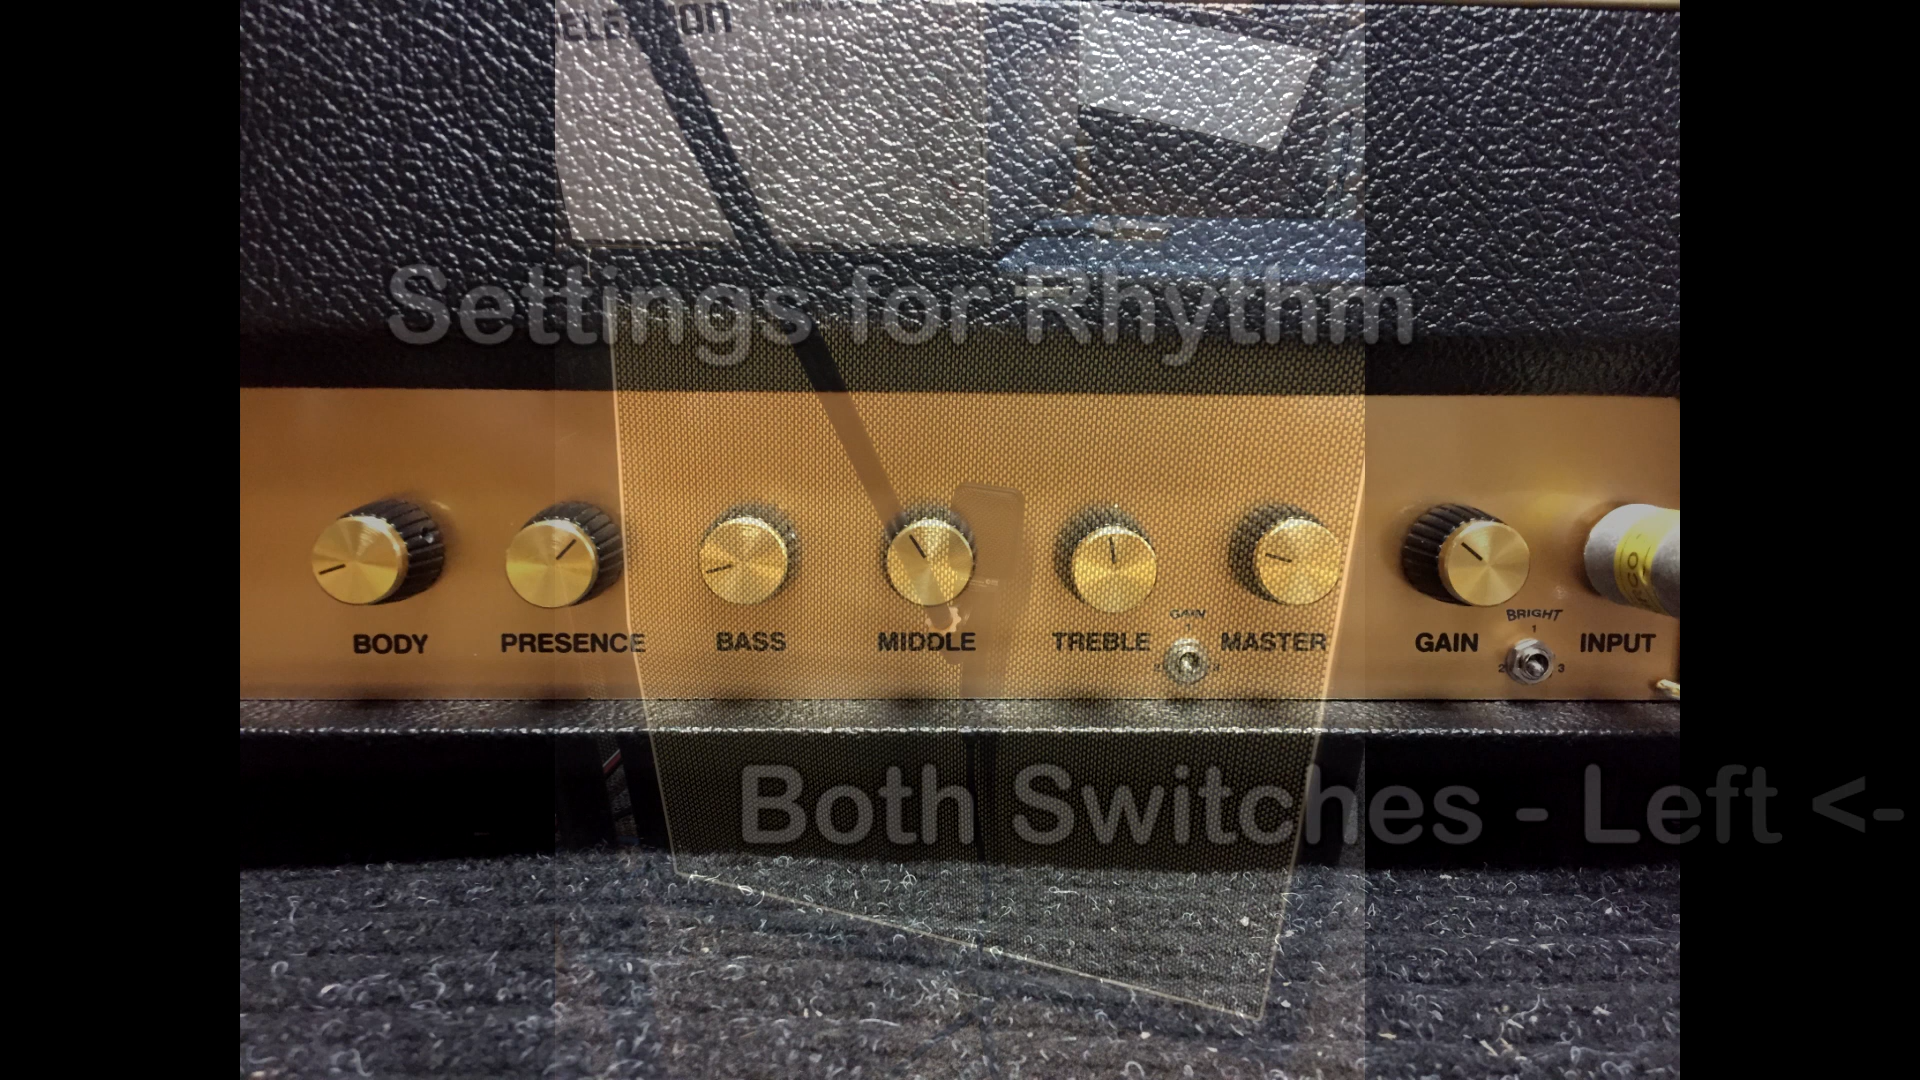 Settings for Rhythm
BODY PRESENCE BASS MIDDLE TREBLE MASTER GAIN INPUT
GAIN
BRIGHT
1
2 3
Both Switches - Left <-